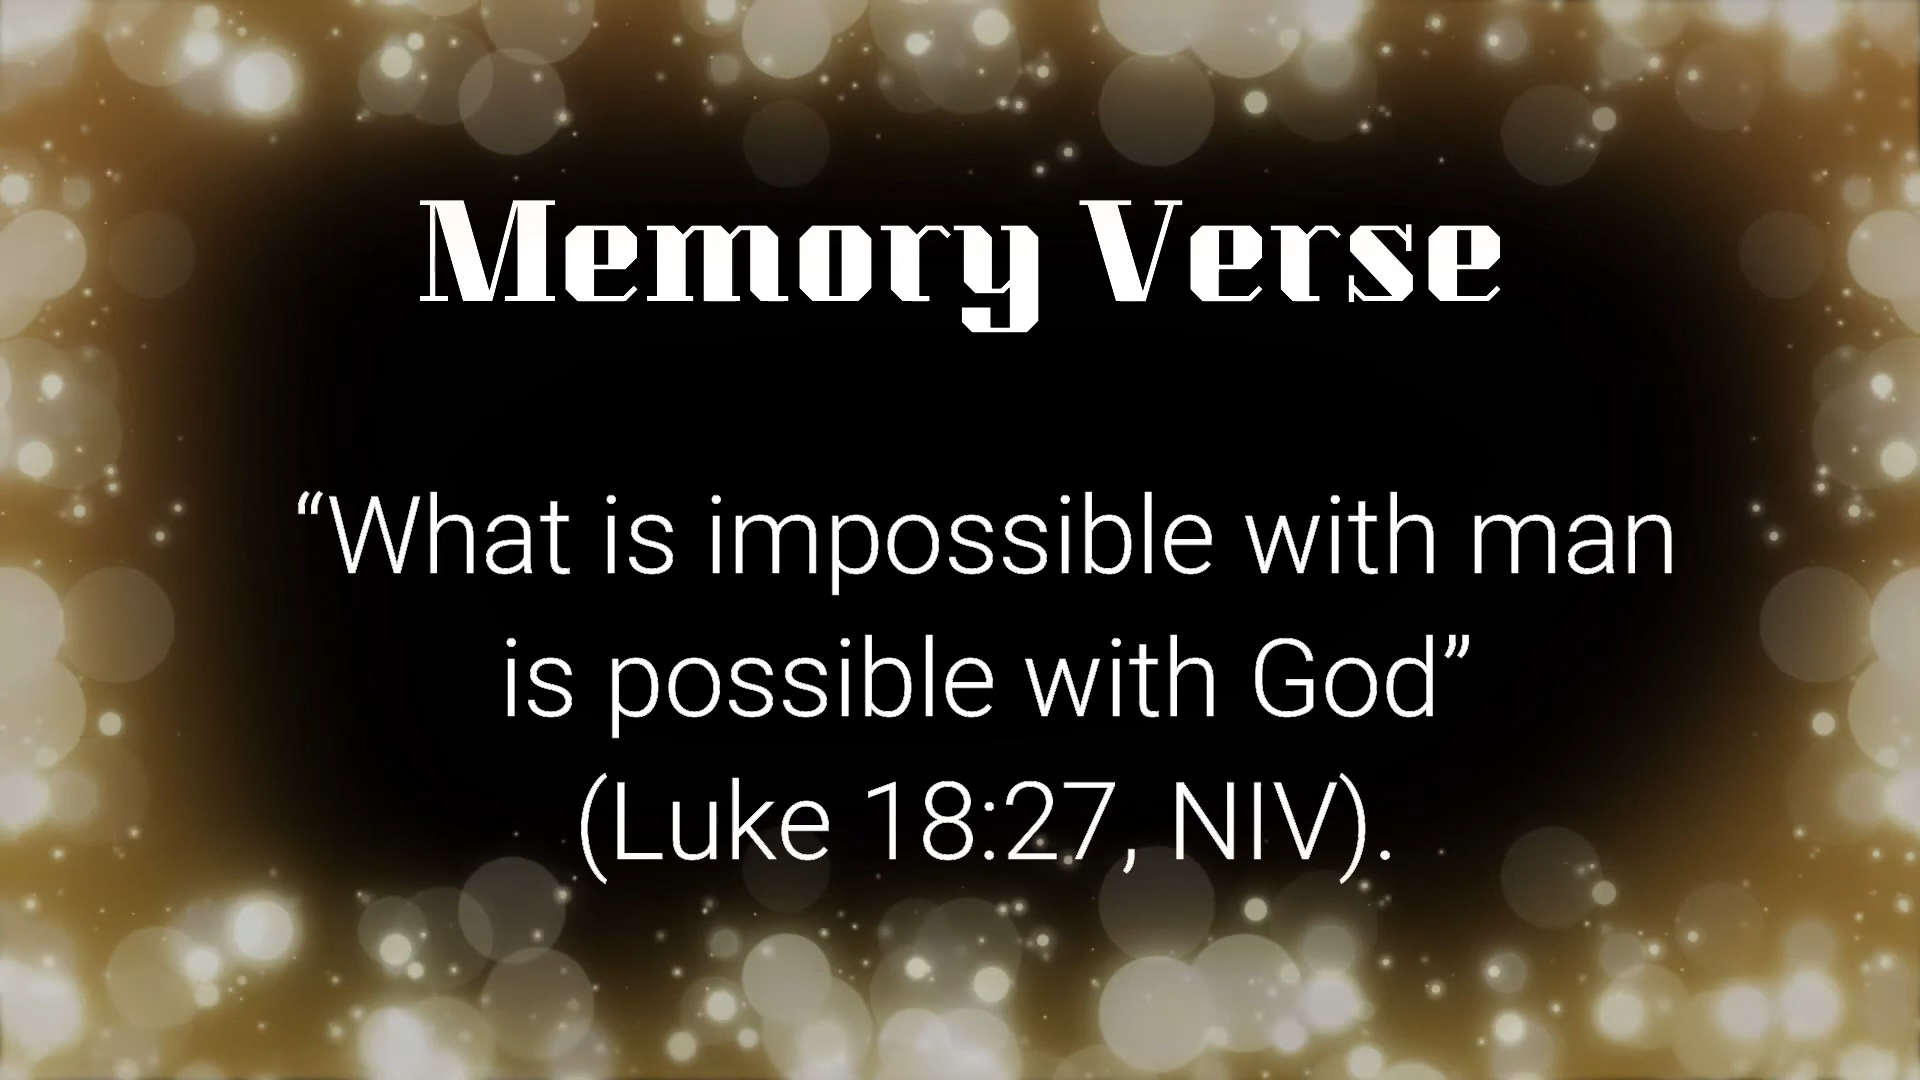 Memory Verse
“What is impossible with man
is possible with God”
(Luke 18:27, NIV).